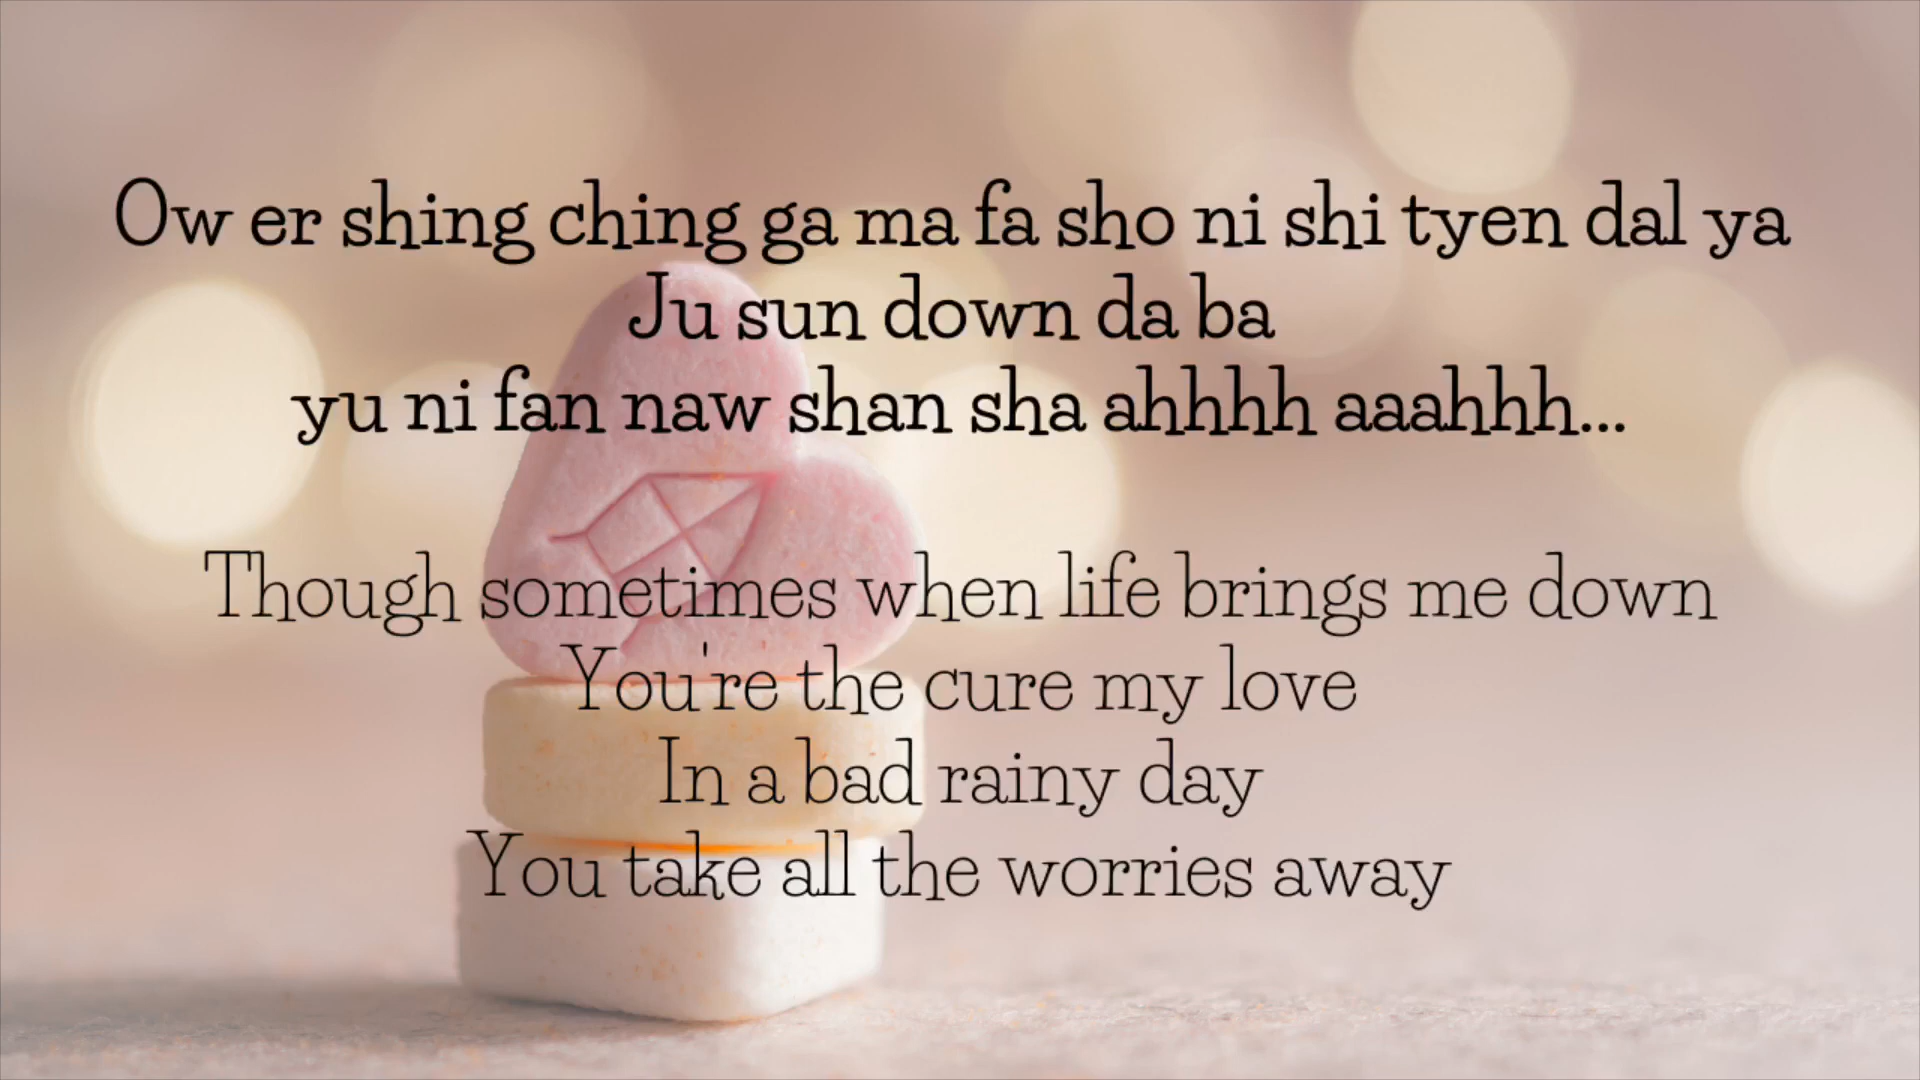 Ow er shing ching ga ma fa sho ni shi tyen dal ya
Ju sun down da ba
yu ni fan naw shan sha ahhhh aaahhh...
Though sometimes when life brings me down
You're the cure my love
In a bad rainy day
You take all the worries away